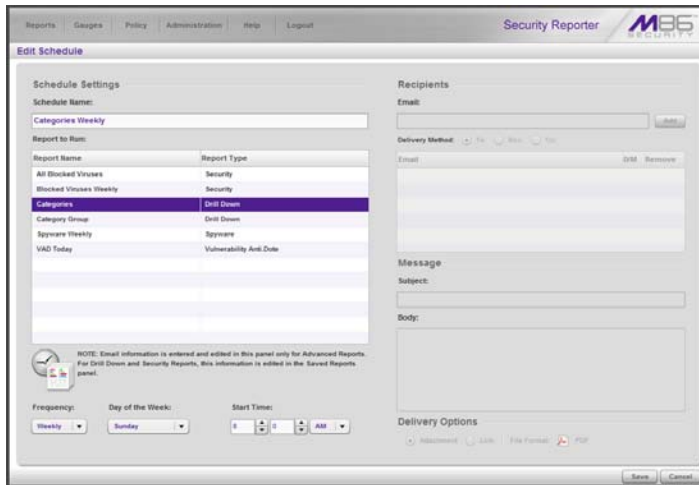 Reports Gauges Policy Administration Help Logout
Security Reporter
M86
SECURITY
Edit Schedule
Schedule Settings
Schedule Name:
Categories Weekly
Report to Run:
Report Name Report Type
All Blocked Viruses Security
Blocked Viruses Weekly Security
Categories Drill Down
Category Group Drill Down
Spyware Weekly Spyware
VAD Today Vulnerability Anti.Dote
NOTE: Email information is entered and edited in this panel only for Advanced Reports.
For Drill Down and Security Reports, this information is edited in the Saved Reports
panel.
Frequency: Day of the Week: Start Time:
Weekly Sunday 0 AM
Recipients
Email:
Add
Delivery Method: To Bcc
Email D/M Remove
Message
Subject:
Body:
Delivery Options
Attachment Link File Format: PDF
Save Cancel